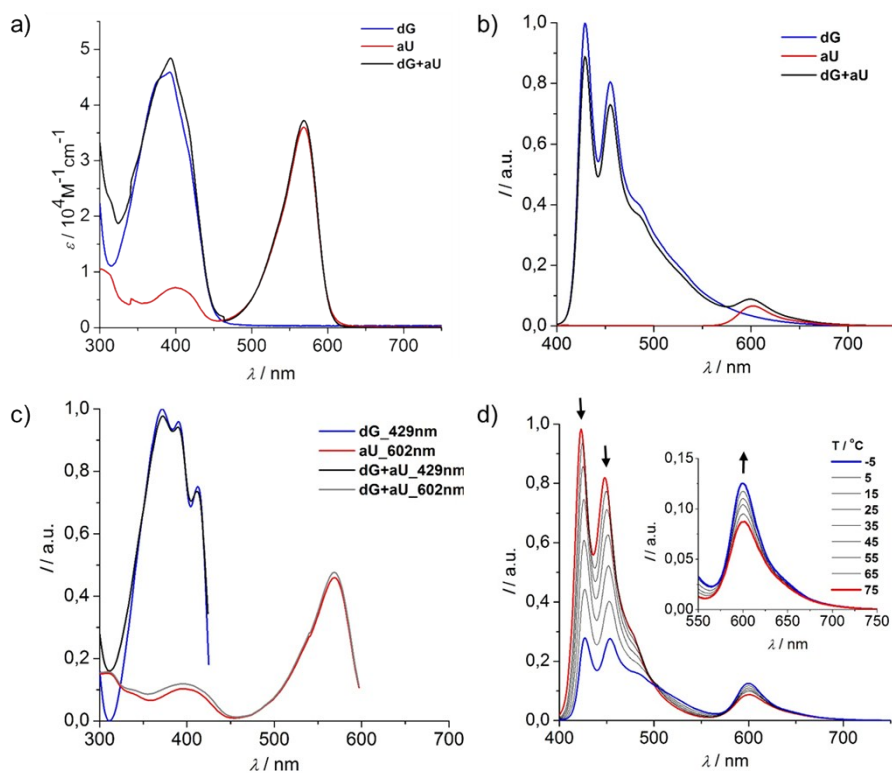 a)
dG
aU
dG+aU
5
4
3
2
1
0
ε / 10⁴M⁻¹cm⁻¹
300 400 500 600 700
λ / nm
b)
dG
aU
dG+aU
1,0
0,8
0,6
0,4
0,2
0,0
I / a.u.
400 500 600 700
λ / nm
c)
dG_429nm
aU_602nm
dG+aU_429nm
dG+aU_602nm
1,0
0,8
0,6
0,4
0,2
0,0
I / a.u.
300 400 500 600 700
λ / nm
d)
1,0
0,8
0,6
0,4
0,2
0,0
I / a.u.
400 500 600 700
λ / nm
0,15
0,10
0,05
0,00
I / a.u.
550 600 650 700 750
λ / nm
T / °C
-5
5
15
25
35
45
55
65
75